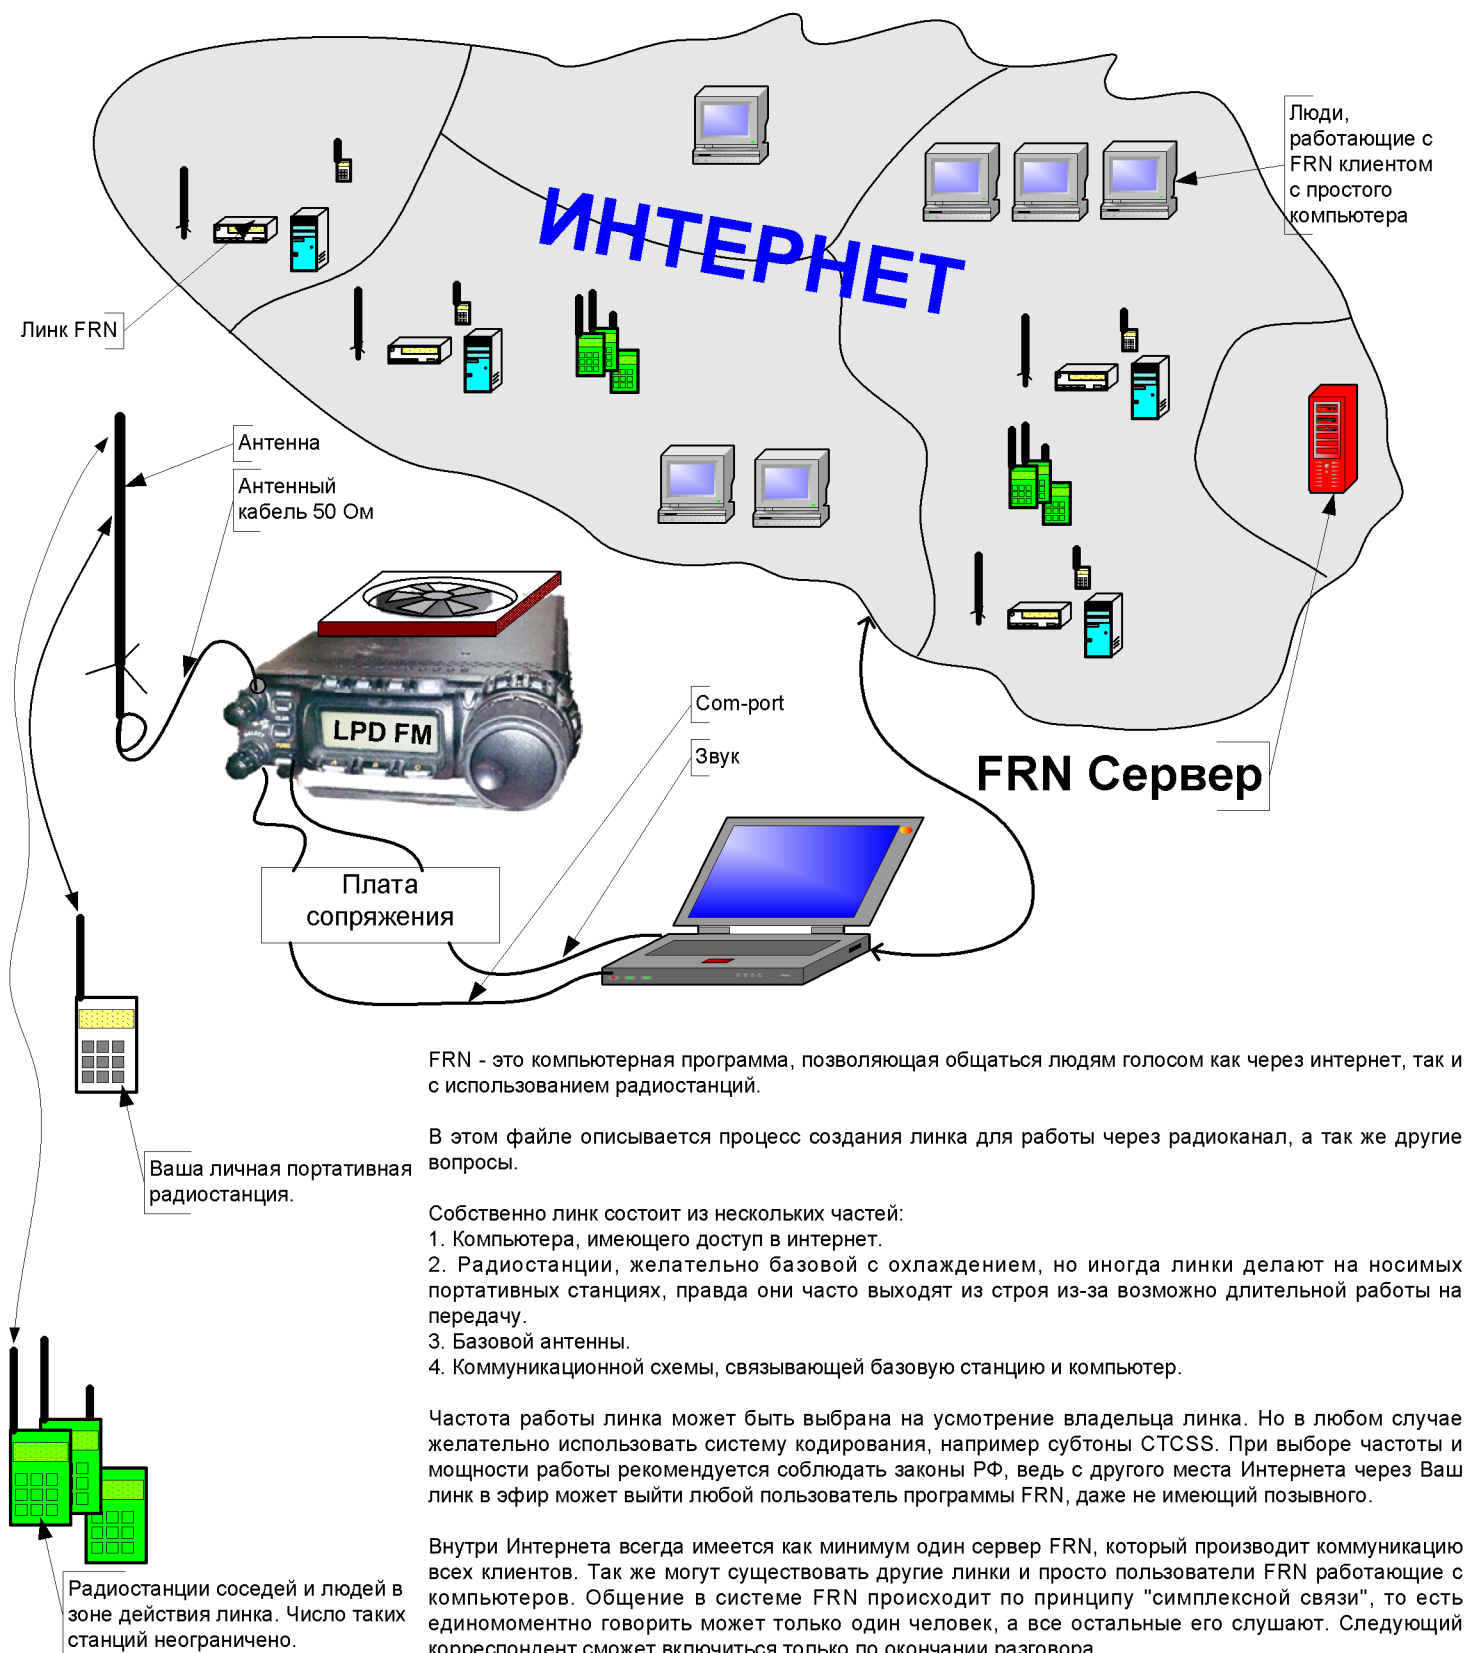 Люди,
работающие с
FRN клиентом
с простого
компьютера
ИНТЕРНЕТ
Линк FRN
Антенна
Антенный
кабель 50 Ом
LPD FM
Com-port
Звук
FRN Сервер
Плата
сопряжения
FRN - это компьютерная программа, позволяющая общаться людям голосом как через интернет, так и
с использованием радиостанций.
В этом файле описывается процесс создания линка для работы через радиоканал, а так же другие
вопросы.
Ваша личная портативная
радиостанция.
Собственно линк состоит из нескольких частей:
1. Компьютера, имеющего доступ в интернет.
2. Радиостанции, желательно базовой с охлаждением, но иногда линки делают на носимых
портативных станциях, правда они часто выходят из строя из-за возможно длительной работы на
передачу.
3. Базовой антенны.
4. Коммуникационной схемы, связывающей базовую станцию и компьютер.
Частота работы линка может быть выбрана на усмотрение владельца линка. Но в любом случае
желательно использовать систему кодирования, например субтоны CTCSS. При выборе частоты и
мощности работы рекомендуется соблюдать законы РФ, ведь с другого места Интернета через Ваш
линк в эфир может выйти любой пользователь программы FRN, даже не имеющий позывного.
Внутри Интернета всегда имеется как минимум один сервер FRN, который производит коммуникацию
всех клиентов. Так же могут существовать другие линки и просто пользователи FRN работающие с
компьютеров. Общение в системе FRN происходит по принципу "симплексной связи", то есть
единомоментно говорить может только один человек, а все остальные его слушают. Следующий
корреспондент сможет включиться только по окончании разговора.
Радиостанции соседей и людей в
зоне действия линка. Число таких
станций неограничено.